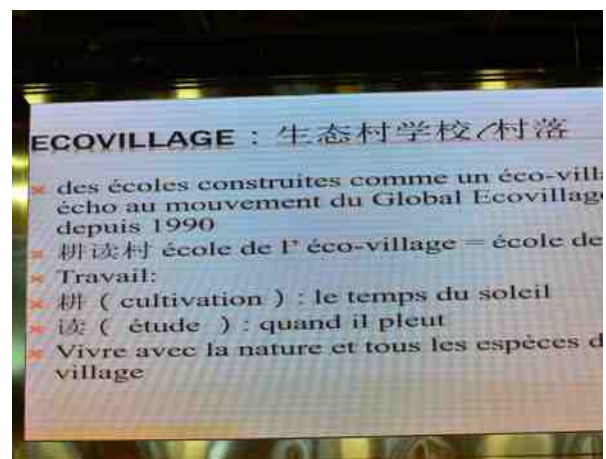 ECOVILLAGE : 生态村学校/村落
des écoles construites comme un éco-villa
écho au mouvement du Global Ecovillage
depuis 1990
耕读村 école de l' éco-village = école de
Travail:
耕 ( cultivation ) : le temps du soleil
读 ( étude ) : quand il pleut
Vivre avec la nature et tous les espèces d
village